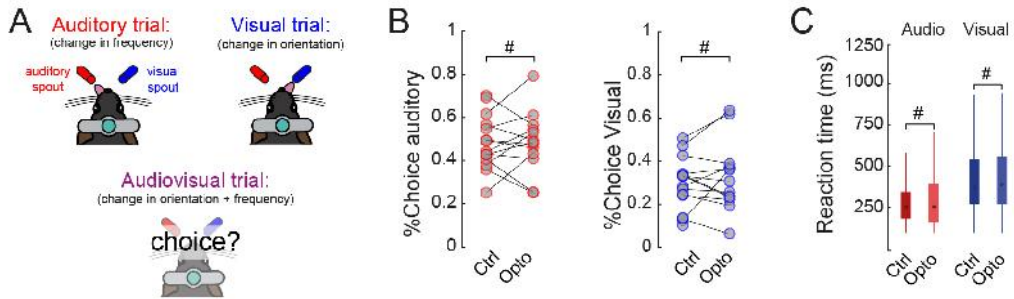 A
Auditory trial:
(change in frequency)
Visual trial:
(change in orientation)
auditory
spout
visual
spout
Audiovisual trial:
(change in orientation + frequency)
choice?
B
%Choice auditory
1
0.8
0.6
0.4
0.2
0
#
Ctrl
Opto
%Choice Visual
1
0.8
0.6
0.4
0.2
0
#
Ctrl
Opto
C
Audio
Visual
Reaction time (ms)
1250
1000
500
250
#
#
Ctrl
Opto
Ctrl
Opto